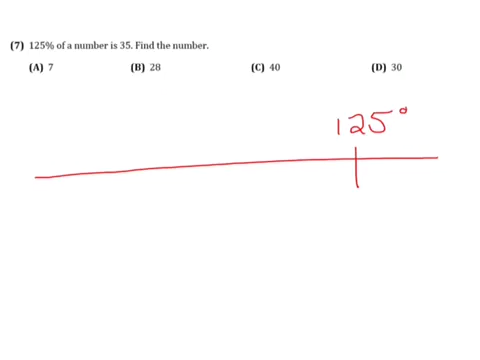 (7) 125% of a number is 35. Find the number.
(A) 7 (B) 28 (C) 40 (D) 30
125°